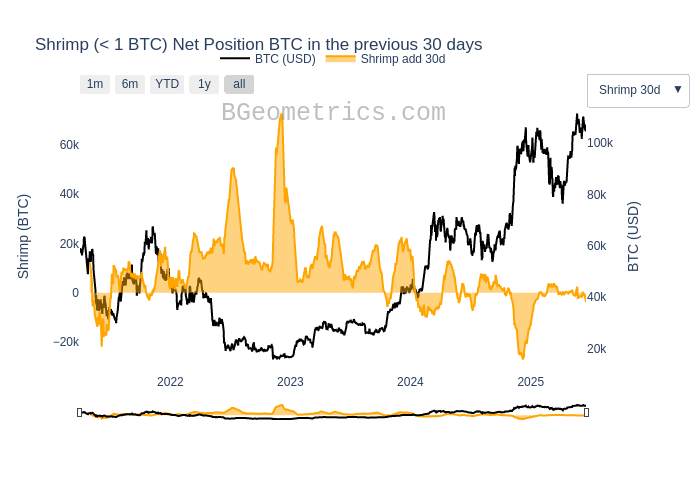 Shrimp (< 1 BTC) Net Position BTC in the previous 30 days
BTC (USD) Shrimp add 30d
1m 6m YTD 1y all
Shrimp 30d ▼
BGeometrics.com
60k
40k
20k
0
−20k
Shrimp (BTC)
100k
80k
60k
40k
20k
BTC (USD)
2022 2023 2024 2025